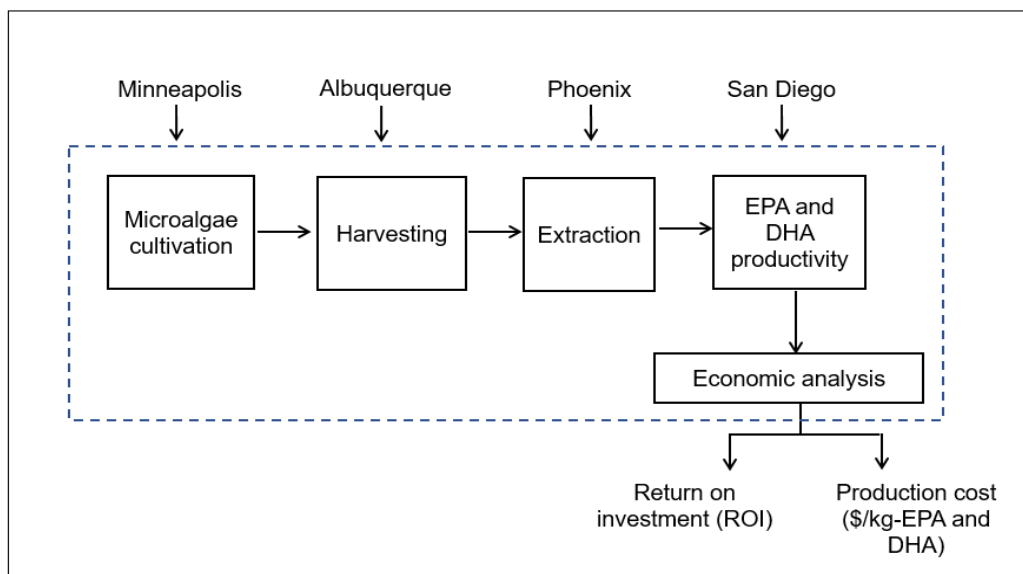 Minneapolis
Albuquerque
Phoenix
San Diego
Microalgae
cultivation
Harvesting
Extraction
EPA and
DHA
productivity
Economic analysis
Return on
investment (ROI)
Production cost
($/kg-EPA and
DHA)